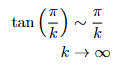 tan(π/k) ∼ π/k
k → ∞